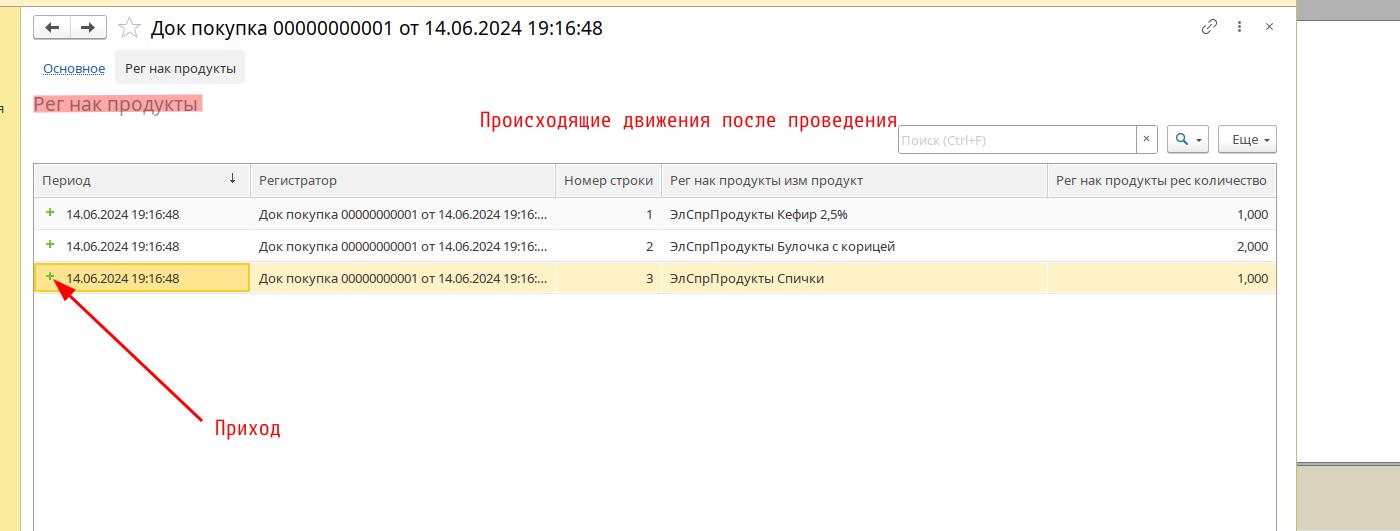 Док покупка 00000000001 от 14.06.2024 19:16:48
Основное Рег нак продукты
я
Рег нак продукты
Происходящие движения после проведения
Поиск (Ctrl+F) × Еще
Период ↓ Регистратор Номер строки Рег нак продукты изм продукт Рег нак продукты рес количество
14.06.2024 19:16:48 Док покупка 00000000001 от 14.06.2024 19:16:... 1 ЭлСпрПродукты Кефир 2,5% 1,000
14.06.2024 19:16:48 Док покупка 00000000001 от 14.06.2024 19:16:... 2 ЭлСпрПродукты Булочка с корицей 2,000
14.06.2024 19:16:48 Док покупка 00000000001 от 14.06.2024 19:16:... 3 ЭлСпрПродукты Спички 1,000
Приход